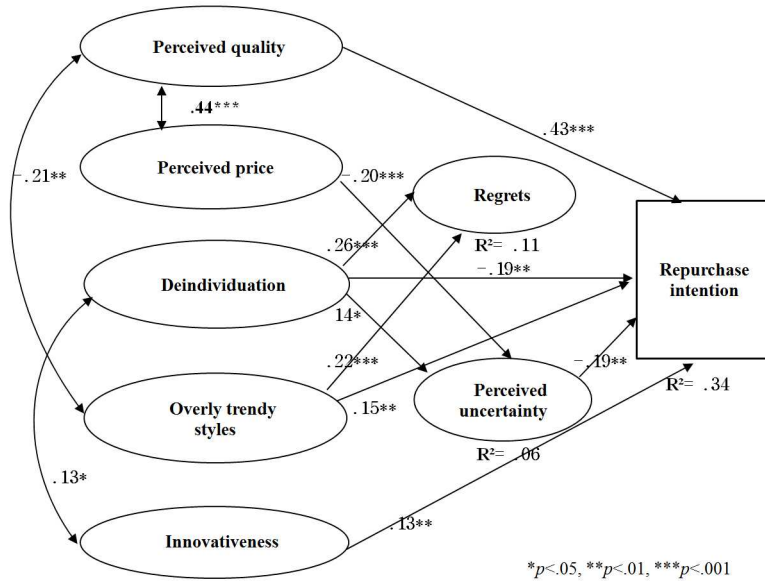 Perceived quality
.44***
.43***
Perceived price
-.21**
-.20***
Regrets
.26***
R²= .11
Deindividuation
-.19**
Repurchase
intention
14*
.22***
Perceived
uncertainty
-.19**
R²= .34
Overly trendy
styles
.15**
R²= .06
.13*
.13**
Innovativeness
*p<.05, **p<.01, ***p<.001